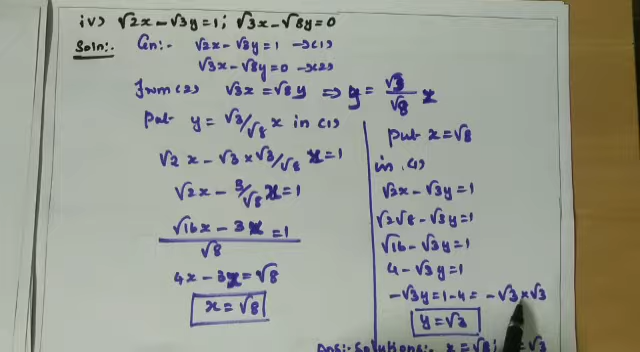 iv) √2x − √3y = 1 ; √3x − √8y = 0
Soln:- Gn:- √2x − √3y = 1 →(1)
√3x − √8y = 0 →(2)
From (2) √3x = √8y ⇒ y = √3/√8 x
Put y = √3/√8 x in (1)
√2 x − √3 × √3/√8 x = 1
√2x − 3/√8 x = 1
√16x − 3x / √8 = 1
4x − 3x = √8
x = √8
Put x = √8
in (1)
√2x − √3y = 1
√2√8 − √3y = 1
√16 − √3y = 1
4 − √3y = 1
−√3y = 1 − 4 = −√3 × √3
y = √3
Ans:- Solutions:- x = √8; = √3